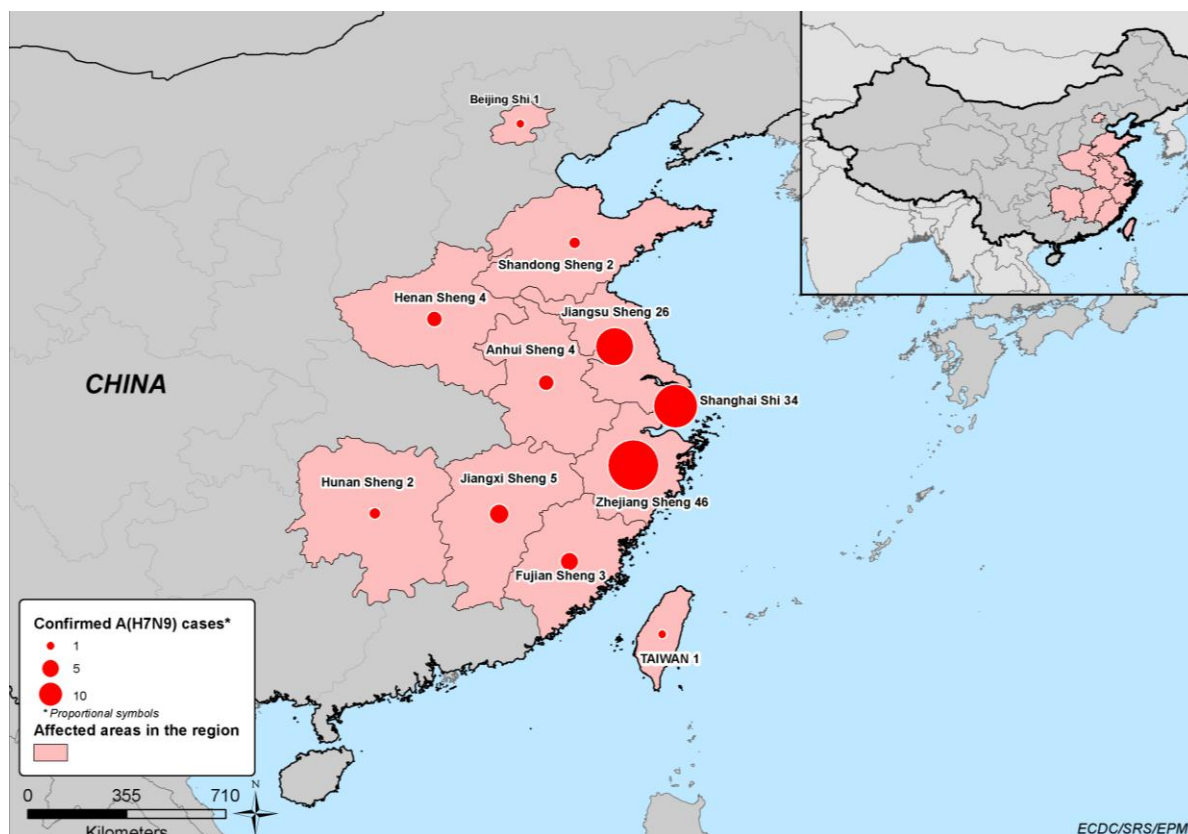 Beijing Shi 1
Shandong Sheng 2
Henan Sheng 4
Jiangsu Sheng 26
Anhui Sheng 4
CHINA
Shanghai Shi 34
Hunan Sheng 2
Jiangxi Sheng 5
Zhejiang Sheng 46
Fujian Sheng 3
TAIWAN 1
Confirmed A(H7N9) cases*
1
5
10
* Proportional symbols
Affected areas in the region
N
0 355 710
Kilometers
ECDC/SRS/EPM